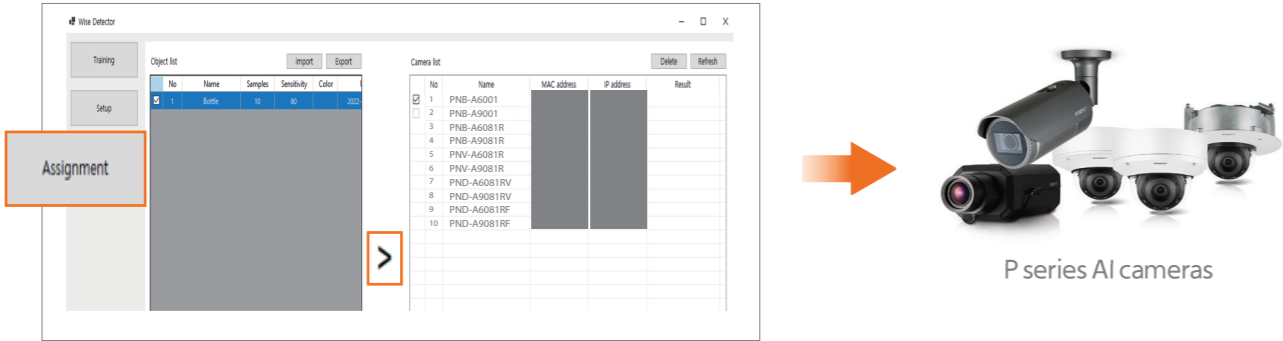 Wise Detector
Training
Setup
Assignment
Object list Import Export
No Name Samples Sensitivity Color
1 Bottle 10 80 2022-
>
Camera list Delete Refresh
No Name MAC address IP address Result
1 PNB-A6001
2 PNB-A9001
3 PNB-A6081R
4 PNB-A9081R
5 PNV-A6081R
6 PNV-A9081R
7 PND-A6081RV
8 PND-A9081RV
9 PND-A6081RF
10 PND-A9081RF
P series AI cameras